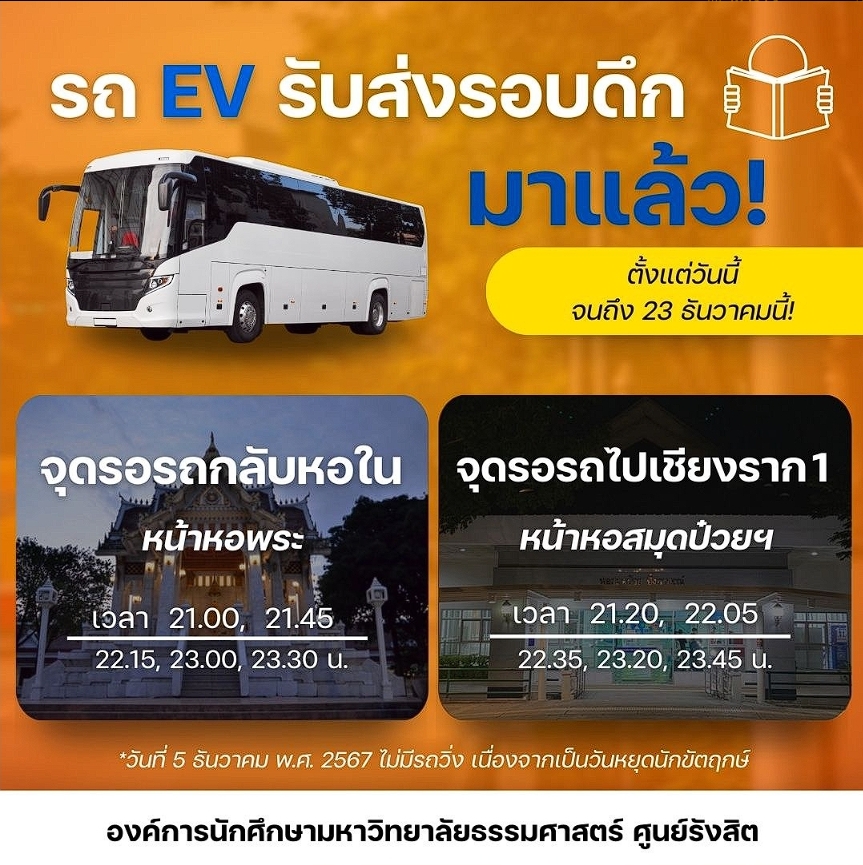 รถ EV รับส่งรอบดึก
มาแล้ว!
ตั้งแต่วันนี้
จนถึง 23 ธันวาคมนี้!
จุดรอรถกลับหอใน
หน้าหอพระ
เวลา 21.00, 21.45
22.15, 23.00, 23.30 น.
จุดรอรถไปเชียงราก 1
หน้าหอสมุดป๋วยฯ
เวลา 21.20, 22.05
22.35, 23.20, 23.45 น.
*วันที่ 5 ธันวาคม พ.ศ. 2567 ไม่มีรถวิ่ง เนื่องจากเป็นวันหยุดนักขัตฤกษ์
องค์การนักศึกษามหาวิทยาลัยธรรมศาสตร์ ศูนย์รังสิต